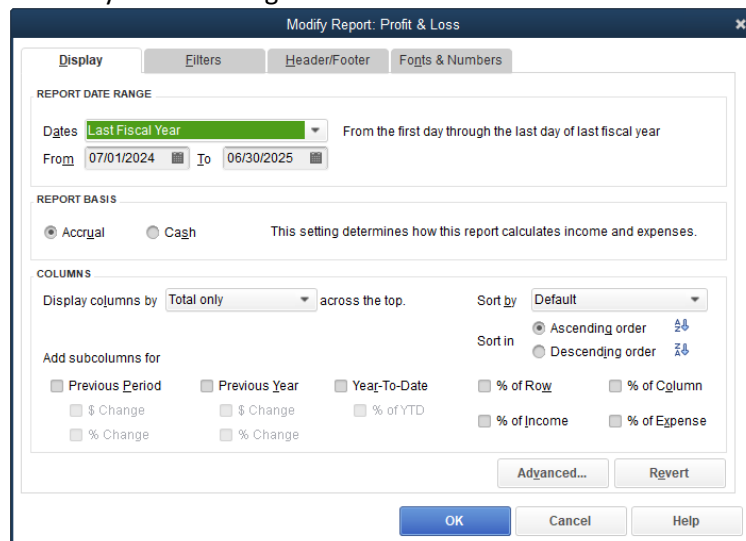 Modify Report: Profit & Loss
Display Filters Header/Footer Fonts & Numbers
REPORT DATE RANGE
Dates Last Fiscal Year From the first day through the last day of last fiscal year
From 07/01/2024 To 06/30/2025
REPORT BASIS
Accrual Cash This setting determines how this report calculates income and expenses.
COLUMNS
Display columns by Total only across the top. Sort by Default
Sort in Ascending order
Descending order
Add subcolumns for
Previous Period Previous Year Year-To-Date % of Row % of Column
$ Change $ Change % of YTD
% of Income % of Expense
% Change % Change
Advanced... Revert
OK Cancel Help